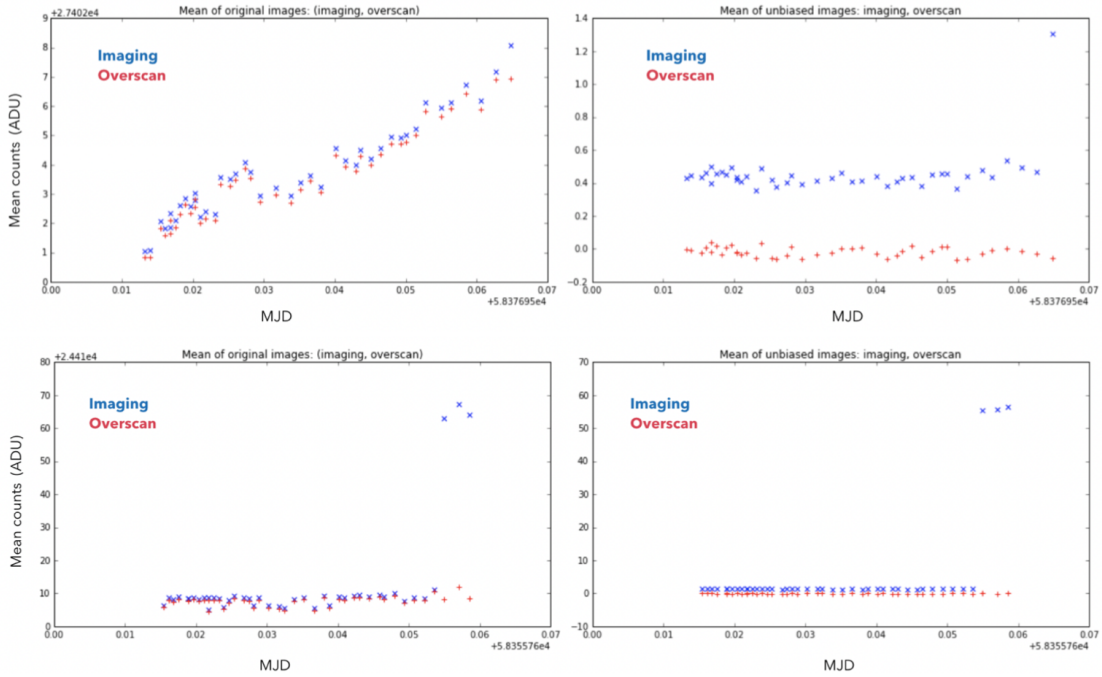 Mean of original images: (imaging, overscan)
+2.7402e4
9
8
7
6
5
4
3
2
1
0
Imaging
Overscan
Mean counts (ADU)
0.00 0.01 0.02 0.03 0.04 0.05 0.06 0.07
+5.837695e4
MJD
Mean of unbiased images: imaging, overscan
1.4
1.2
1.0
0.8
0.6
0.4
0.2
0.0
−0.2
Imaging
Overscan
0.00 0.01 0.02 0.03 0.04 0.05 0.06 0.07
+5.837695e4
MJD
Mean of original images: (imaging, overscan)
+2.441e4
80
70
60
50
40
30
20
10
0
Imaging
Overscan
Mean counts (ADU)
0.00 0.01 0.02 0.03 0.04 0.05 0.06 0.07
+5.835576e4
MJD
Mean of unbiased images: imaging, overscan
70
60
50
40
30
20
10
0
−10
Imaging
Overscan
0.00 0.01 0.02 0.03 0.04 0.05 0.06 0.07
+5.835576e4
MJD